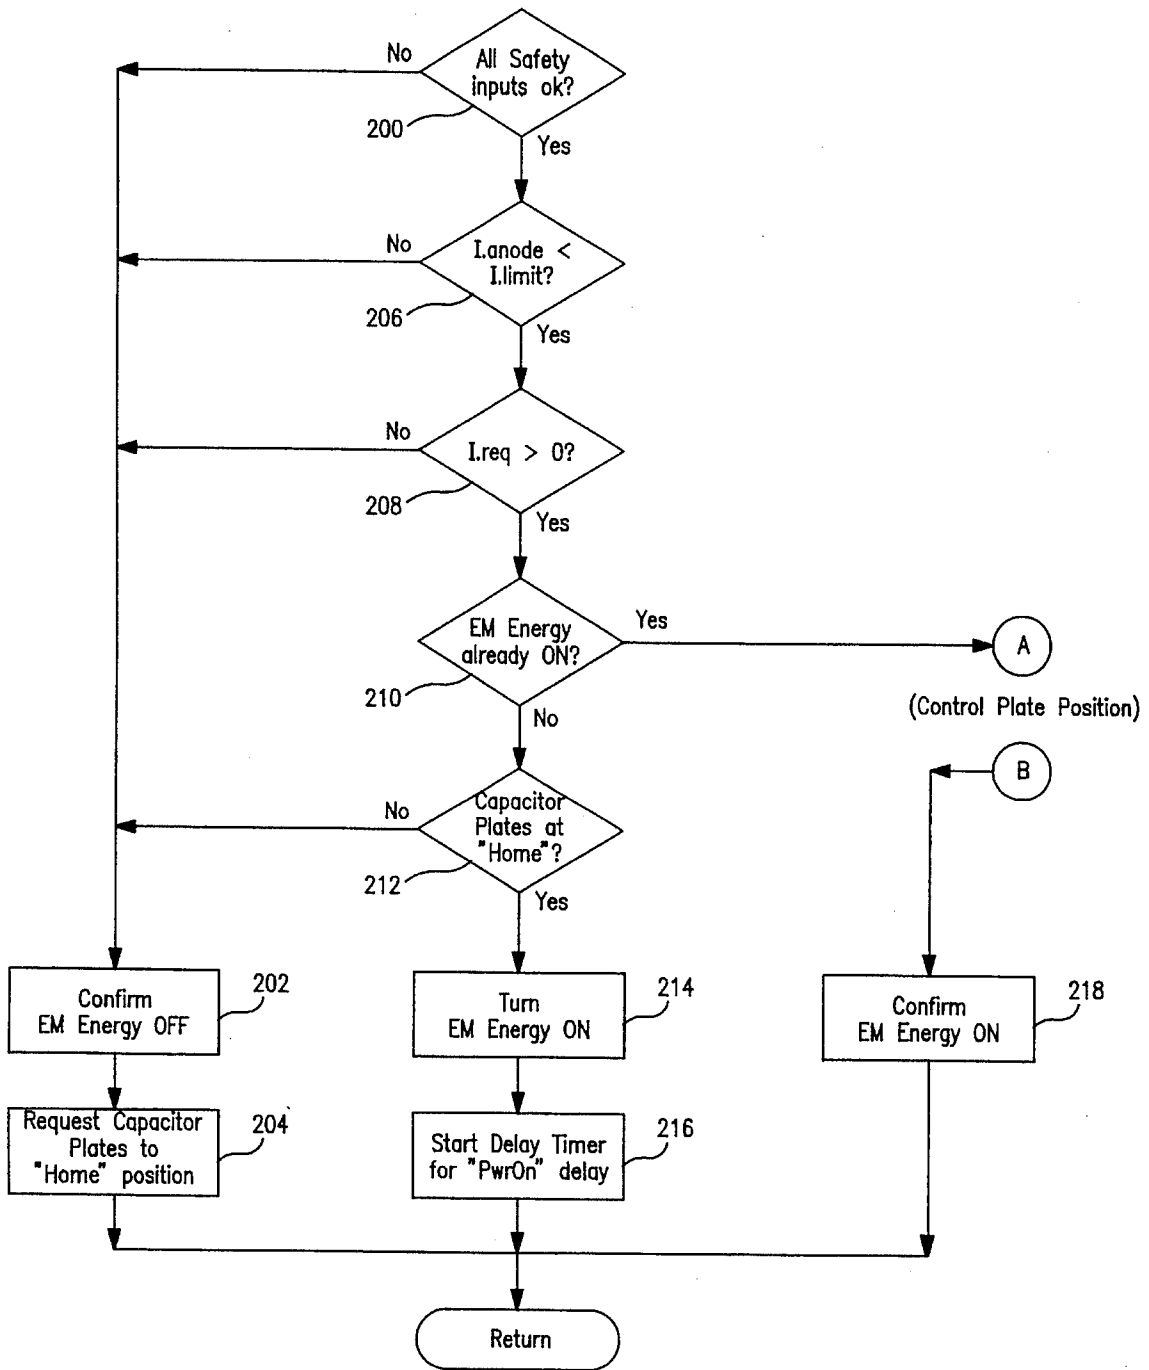 All Safety
inputs ok?
No
200
Yes
I.anode <
I.limit?
No
206
Yes
I.req > 0?
No
208
Yes
EM Energy
already ON?
Yes
210
No
A
(Control Plate Position)
B
Capacitor
Plates at
"Home"?
No
212
Yes
Confirm
EM Energy OFF
202
Turn
EM Energy ON
214
Confirm
EM Energy ON
218
Request Capacitor
Plates to
"Home" position
204
Start Delay Timer
for "PwrOn" delay
216
Return